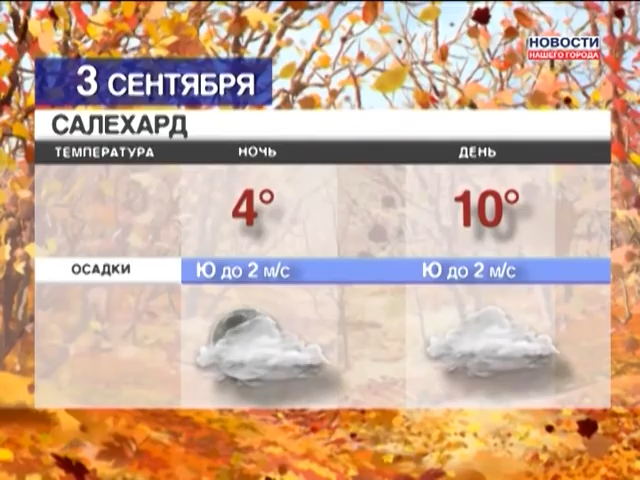 НОВОСТИ
НАШЕГО ГОРОДА
3 СЕНТЯБРЯ
САЛЕХАРД
ТЕМПЕРАТУРА НОЧЬ ДЕНЬ
4° 10°
ОСАДКИ Ю ДО 2 М/С Ю ДО 2 М/С